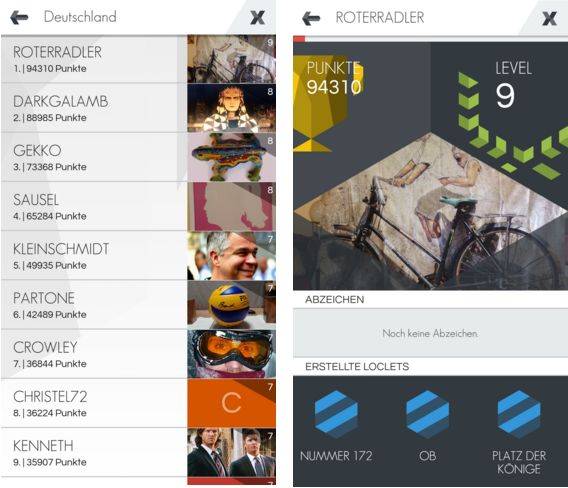 Deutschland
ROTERRADLER
1. | 94310 Punkte
9
DARKGALAMB
2. | 88985 Punkte
8
GEKKO
3. | 73368 Punkte
8
SAUSEL
4. | 65284 Punkte
8
KLEINSCHMIDT
5. | 49935 Punkte
7
PARTONE
6. | 42489 Punkte
7
CROWLEY
7. | 36844 Punkte
7
CHRISTEL72
8. | 36224 Punkte
C
7
KENNETH
9. | 35907 Punkte
7
7
ROTERRADLER
PUNKTE
94310
LEVEL
9
ABZEICHEN
Noch keine Abzeichen.
ERSTELLTE LOCLETS
NUMMER 172
OB
PLATZ DER
KÖNIGE